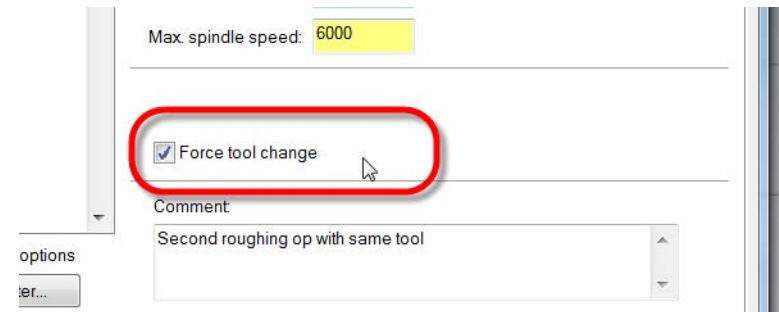 Max. spindle speed: 6000
Force tool change
Comment:
Second roughing op with same tool
options
ter...